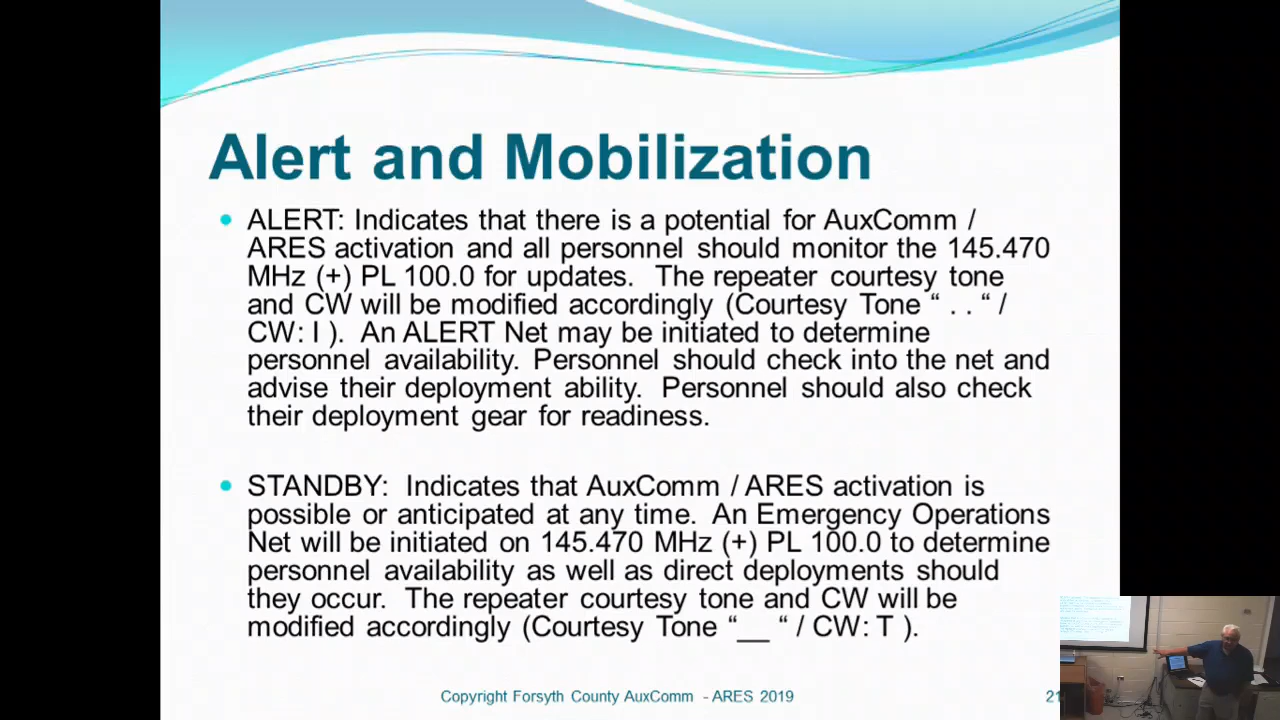 Alert and Mobilization
• ALERT: Indicates that there is a potential for AuxComm /
ARES activation and all personnel should monitor the 145.470
MHz (+) PL 100.0 for updates. The repeater courtesy tone
and CW will be modified accordingly (Courtesy Tone “ . . “ /
CW: I ). An ALERT Net may be initiated to determine
personnel availability. Personnel should check into the net and
advise their deployment ability. Personnel should also check
their deployment gear for readiness.
• STANDBY: Indicates that AuxComm / ARES activation is
possible or anticipated at any time. An Emergency Operations
Net will be initiated on 145.470 MHz (+) PL 100.0 to determine
personnel availability as well as direct deployments should
they occur. The repeater courtesy tone and CW will be
modified accordingly (Courtesy Tone “__ “ / CW: T ).
Copyright Forsyth County AuxComm - ARES 2019
21